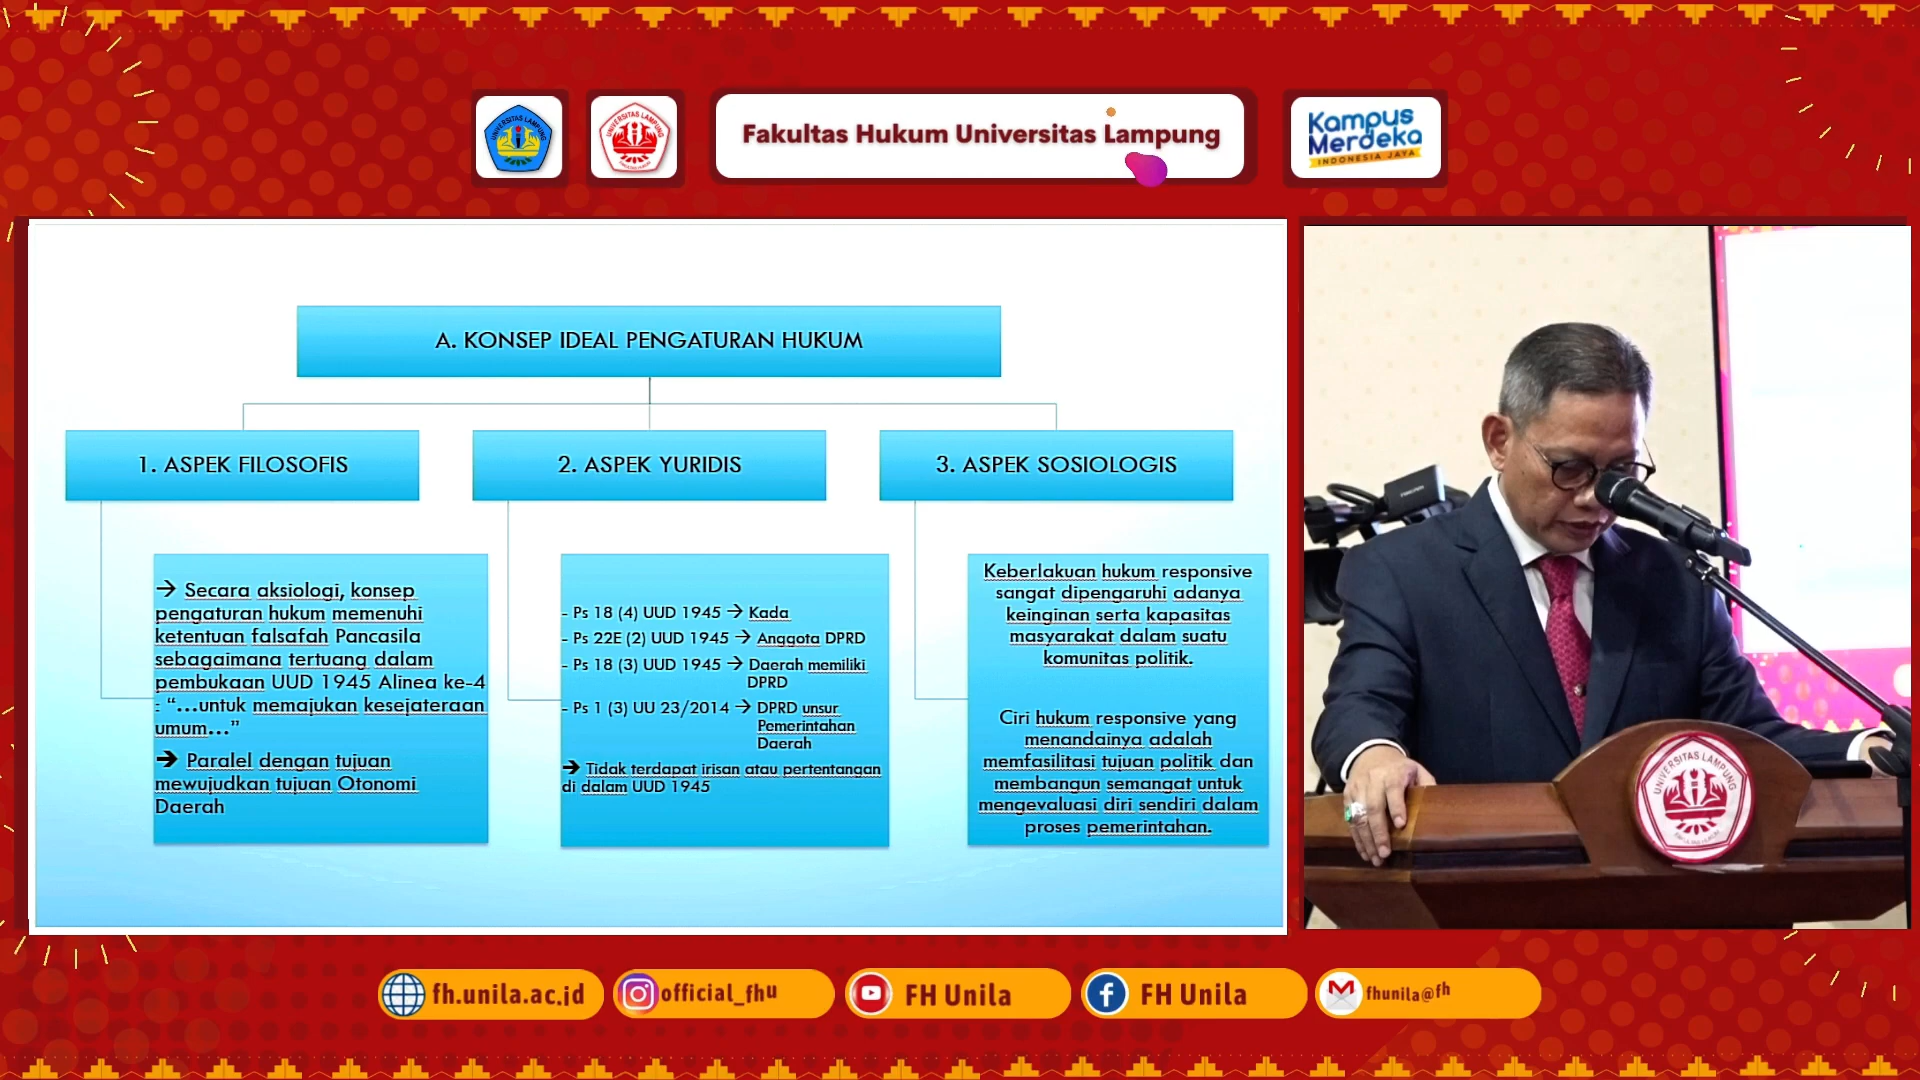 UNIVERSITAS LAMPUNG
UNIVERSITAS LAMPUNG
Fakultas Hukum Universitas Lampung
Kampus
Merdeka
INDONESIA JAYA
A. KONSEP IDEAL PENGATURAN HUKUM
1. ASPEK FILOSOFIS
2. ASPEK YURIDIS
3. ASPEK SOSIOLOGIS
→ Secara aksiologi, konsep
pengaturan hukum memenuhi
ketentuan falsafah Pancasila
sebagaimana tertuang dalam
pembukaan UUD 1945 Alinea ke-4
: “...untuk memajukan kesejateraan
umum...”
→ Paralel dengan tujuan
mewujudkan tujuan Otonomi
Daerah
- Ps 18 (4) UUD 1945 → Kada
- Ps 22E (2) UUD 1945 → Anggota DPRD
- Ps 18 (3) UUD 1945 → Daerah memiliki
DPRD
- Ps 1 (3) UU 23/2014 → DPRD unsur
Pemerintahan
Daerah
→ Tidak terdapat irisan atau pertentangan
di dalam UUD 1945
Keberlakuan hukum responsive
sangat dipengaruhi adanya
keinginan serta kapasitas
masyarakat dalam suatu
komunitas politik.
Ciri hukum responsive yang
menandainya adalah
memfasilitasi tujuan politik dan
membangun semangat untuk
mengevaluasi diri sendiri dalam
proses pemerintahan.
UNIVERSITAS LAMPUNG
fh.unila.ac.id
official_fhu
FH Unila
FH Unila
fhunila@fh